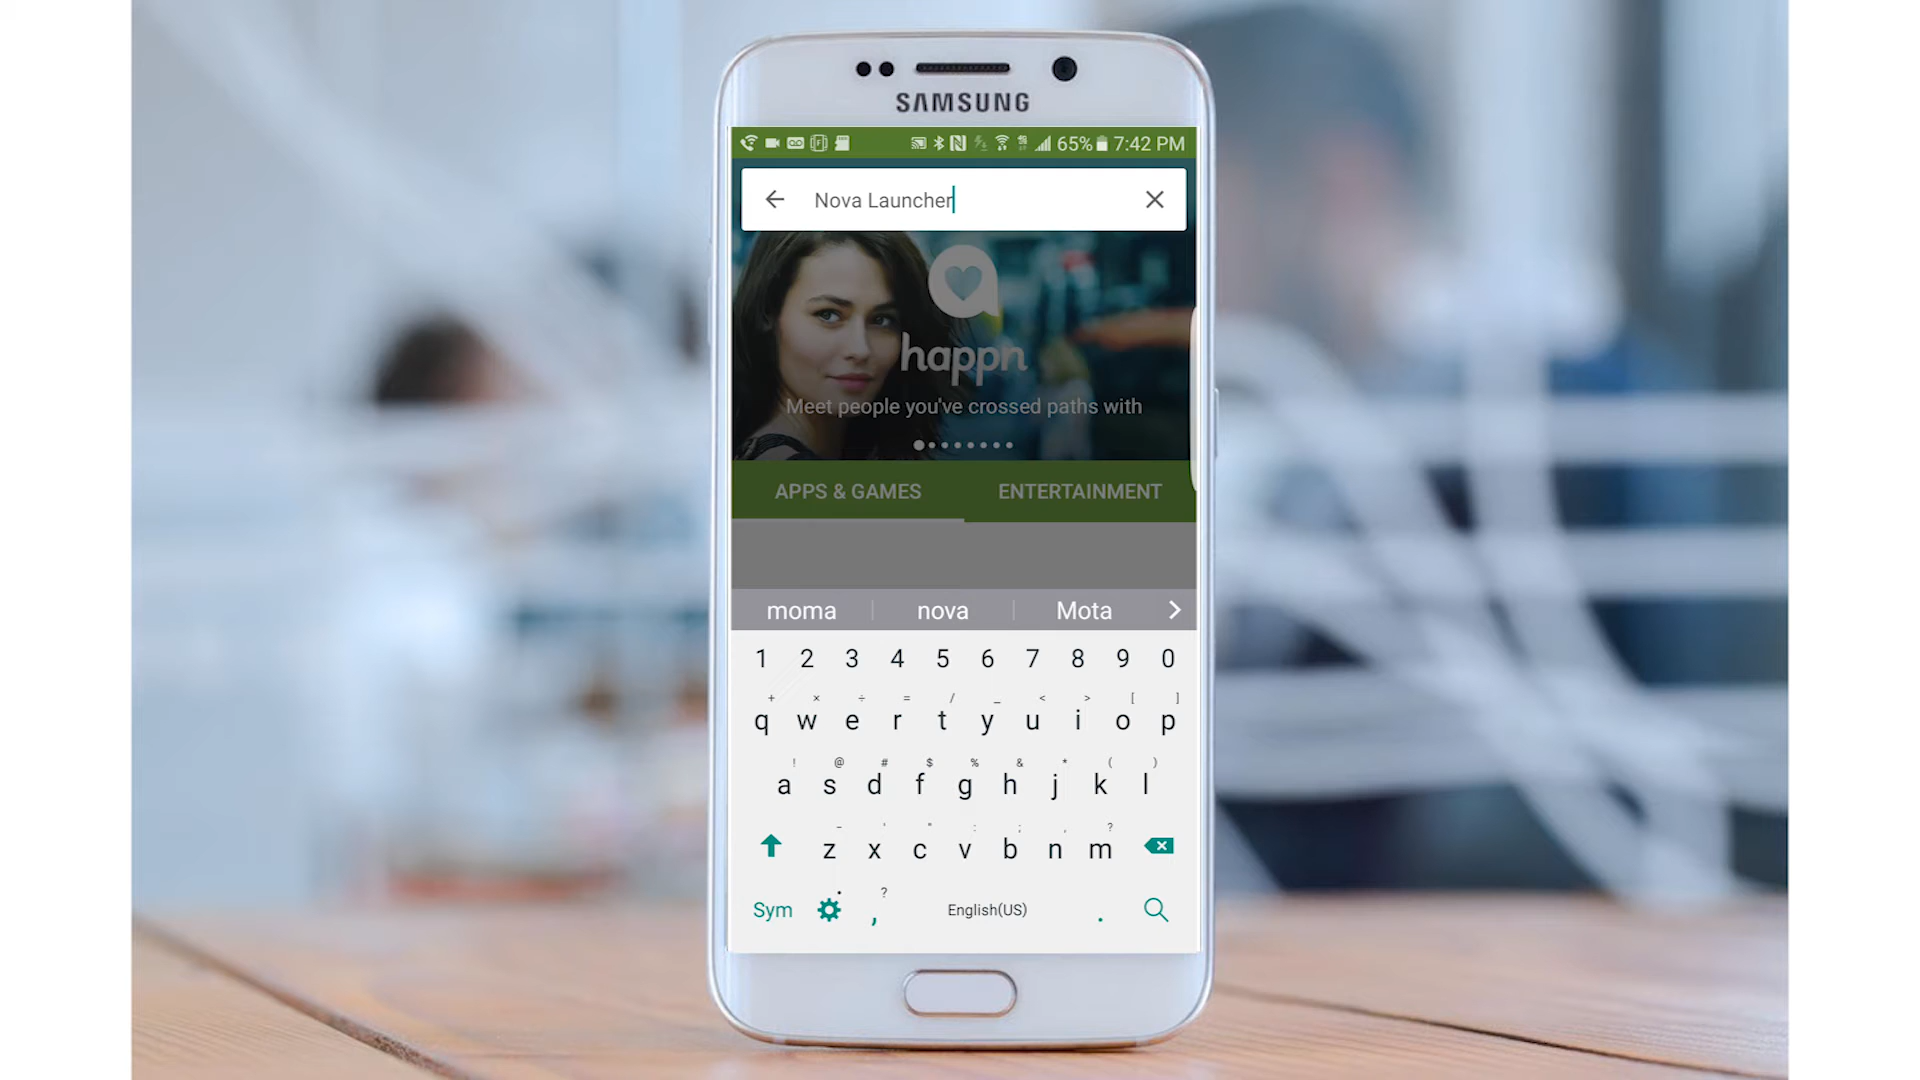 SAMSUNG
65% 7:42 PM
Nova Launcher
happn
Meet people you've crossed paths with
APPS & GAMES ENTERTAINMENT
moma nova Mota
1 2 3 4 5 6 7 8 9 0
+ × ÷ = / _ < > [ ]
q w e r t y u i o p
! @ # $ % & * ( )
a s d f g h j k l
- ' " : ; , ?
z x c v b n m
?
Sym , English(US) .